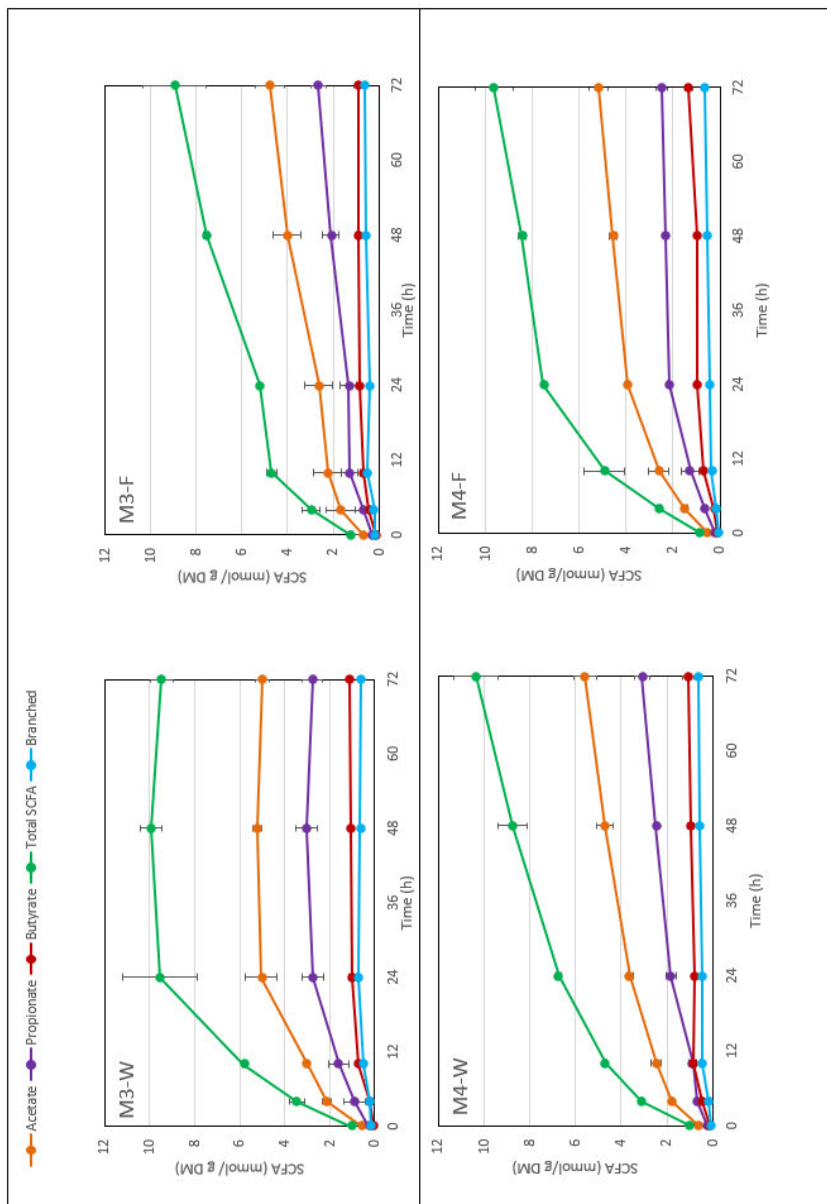 Acetate Propionate Butyrate Total SCFA Branched
M3-W
SCFA (mmol/g DM)
12
10
8
6
4
2
0
0 12 24 36 48 60 72
Time (h)
M3-F
SCFA (mmol/g DM)
12
10
8
6
4
2
0
0 12 24 36 48 60 72
Time (h)
M4-W
SCFA (mmol/g DM)
12
10
8
6
4
2
0
0 12 24 36 48 60 72
Time (h)
M4-F
SCFA (mmol/g DM)
12
10
8
6
4
2
0
0 12 24 36 48 60 72
Time (h)